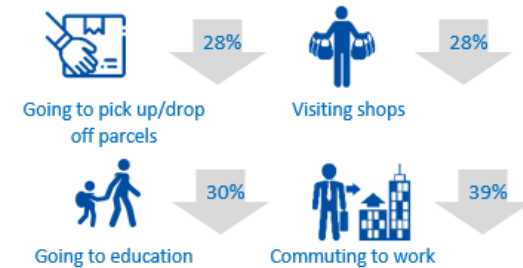 28%
28%
Going to pick up/drop
off parcels
Visiting shops
30%
39%
Going to education
Commuting to work